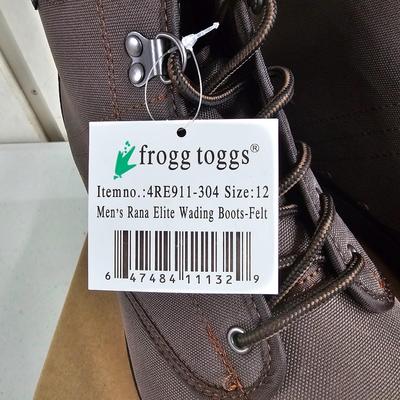 frogg toggs®
Itemno.:4RE911-304 Size:12
Men's Rana Elite Wading Boots-Felt
6 47484 11132 9